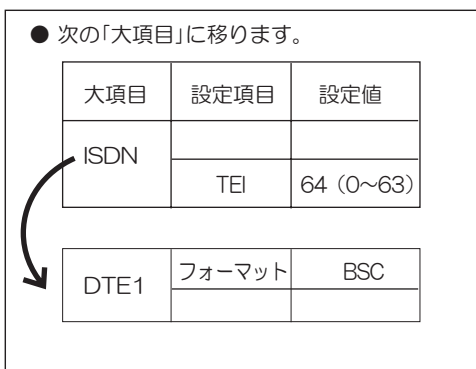 ● 次の「大項目」に移ります。
大項目 設定項目 設定値
ISDN
TEI 64（0～63）
DTE1 フォーマット BSC